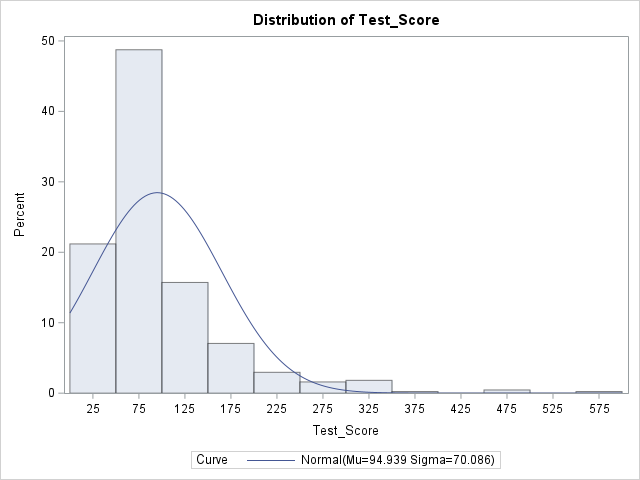 Distribution of Test_Score
50
40
30
20
10
0
Percent
25 75 125 175 225 275 325 375 425 475 525 575
Test_Score
Curve Normal(Mu=94.939 Sigma=70.086)